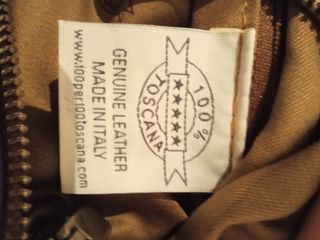 100%
★★★★★
TOSCANA
GENUINE LEATHER
MADE IN ITALY
www.100per100toscana.com